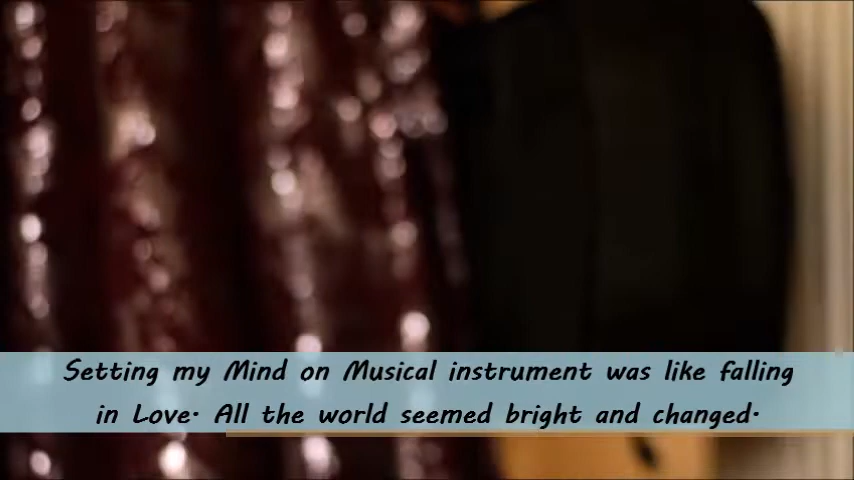 Setting my Mind on Musical instrument was like falling
in Love. All the world seemed bright and changed.